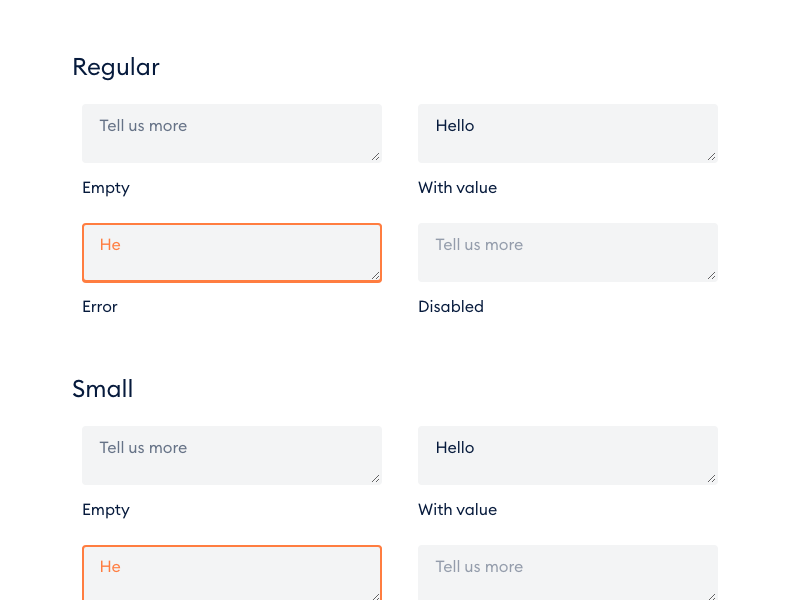 Regular
Tell us more
Hello
Empty
With value
He
Tell us more
Error
Disabled
Small
Tell us more
Hello
Empty
With value
He
Tell us more